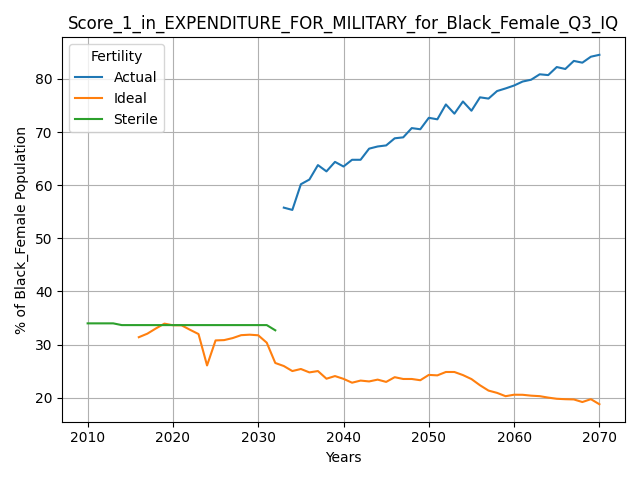 Score_1_in_EXPENDITURE_FOR_MILITARY_for_Black_Female_Q3_IQ
Fertility
Actual
Ideal
Sterile
% of Black_Female Population
80
70
60
50
40
30
20
2010 2020 2030 2040 2050 2060 2070
Years